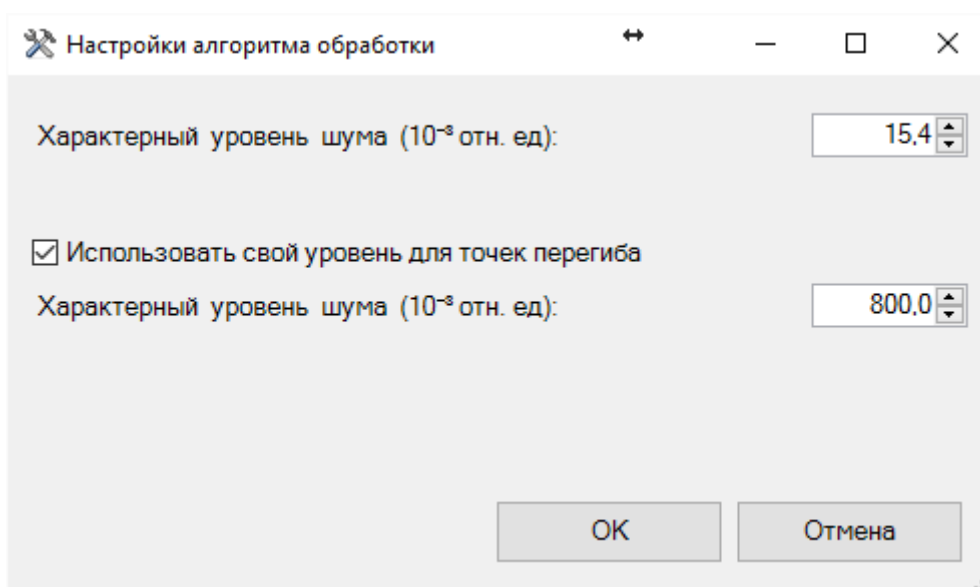 Настройки алгоритма обработки
Характерный уровень шума (10⁻³ отн. ед): 15,4
Использовать свой уровень для точек перегиба
Характерный уровень шума (10⁻³ отн. ед): 800,0
OK Отмена